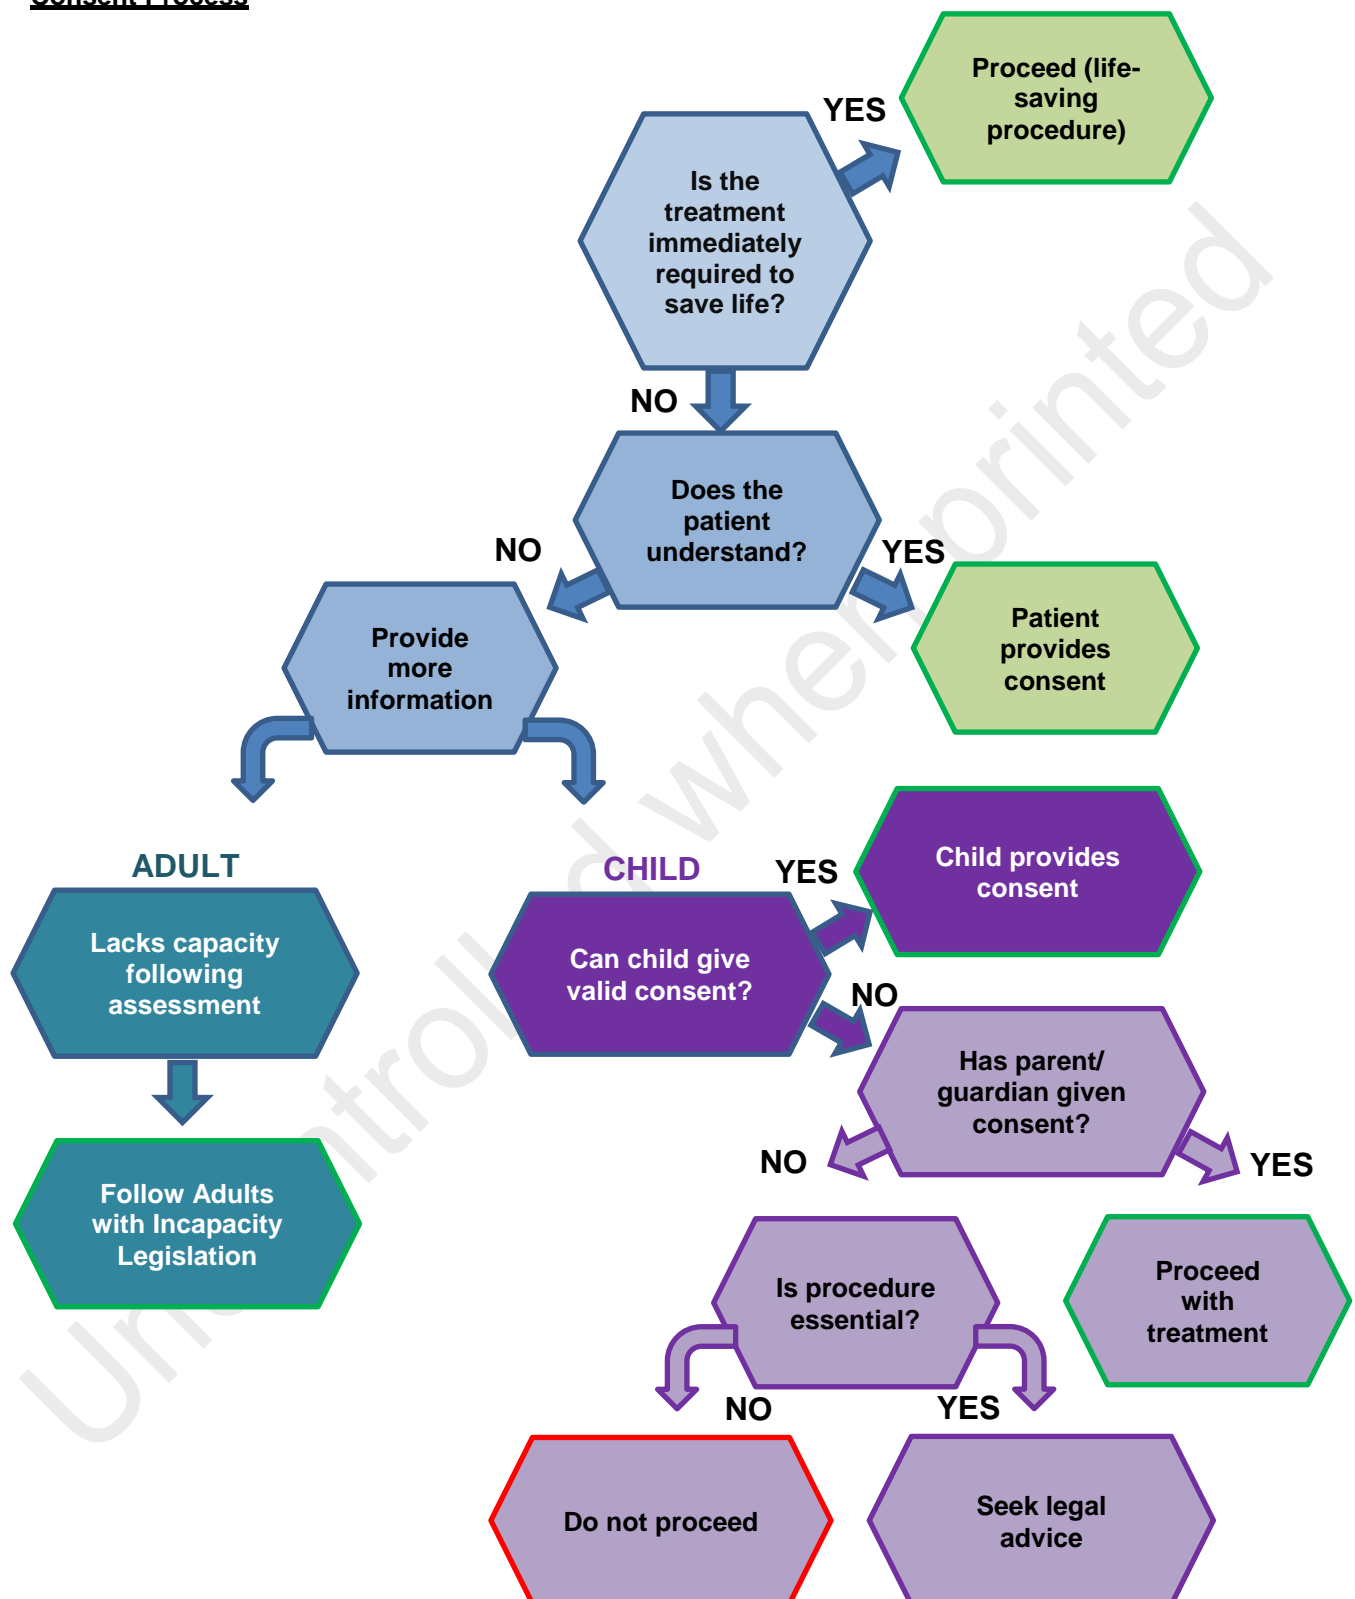 Consent Process
Proceed (life-
saving
procedure)
YES
Is the
treatment
immediately
required to
save life?
NO
Does the
patient
understand?
NO
YES
Provide
more
information
Patient
provides
consent
ADULT
CHILD
YES
Child provides
consent
Lacks capacity
following
assessment
Can child give
valid consent?
NO
Has parent/
guardian given
consent?
NO
YES
Follow Adults
with Incapacity
Legislation
Is procedure
essential?
Proceed
with
treatment
NO
YES
Do not proceed
Seek legal
advice
Uncontrolled when printed